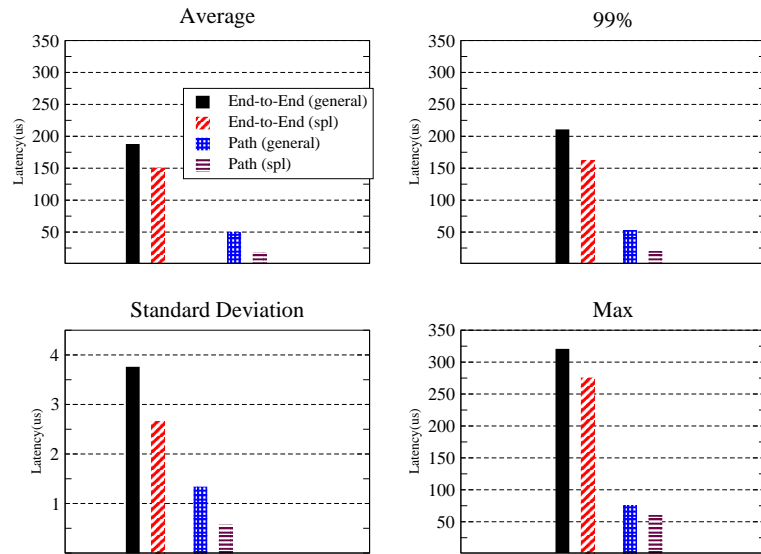 Average
350
300
250
200
150
100
50
Latency(us)
End-to-End (general)
End-to-End (spl)
Path (general)
Path (spl)
99%
350
300
250
200
150
100
50
Latency(us)
Standard Deviation
4
3
2
1
Latency(us)
Max
350
300
250
200
150
100
50
Latency(us)